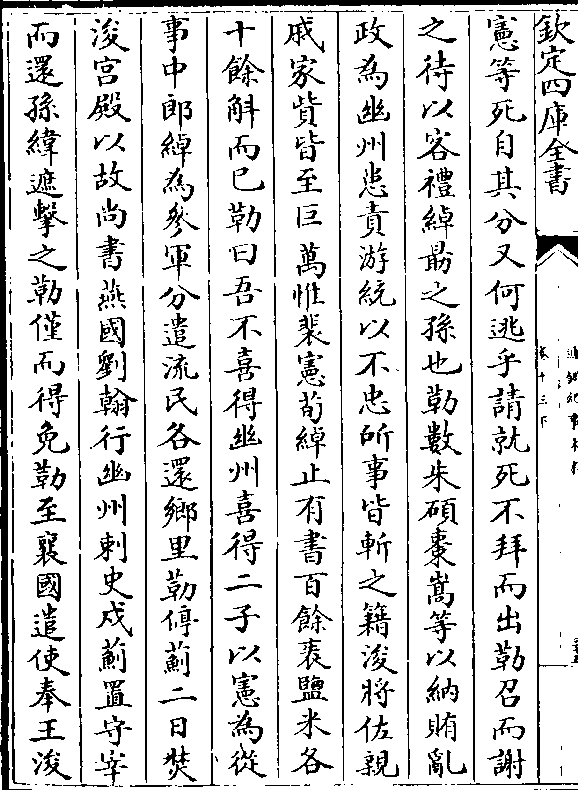 欽定四庫全書
憲等死自其分又何逃乎請就死不拜而出勒召而謝
之待以客禮綽勗之孫也勒數朱碩棗嵩等以納賄亂
政為幽州患責游統以不忠所事皆斬之籍浚將佐親
戚家貲皆至巨萬惟裴憲荀綽止有書百餘袠鹽米各
十餘斛而已勒曰吾不喜得幽州喜得二子以憲為從
事中郎綽為參軍分遣流民各還鄉里勒停薊二日焚
浚宮殿以故尚書燕國劉翰行幽州刺史戍薊置守宰
而還孫緯遮擊之勒僅而得免勒至襄國遣使奉王浚